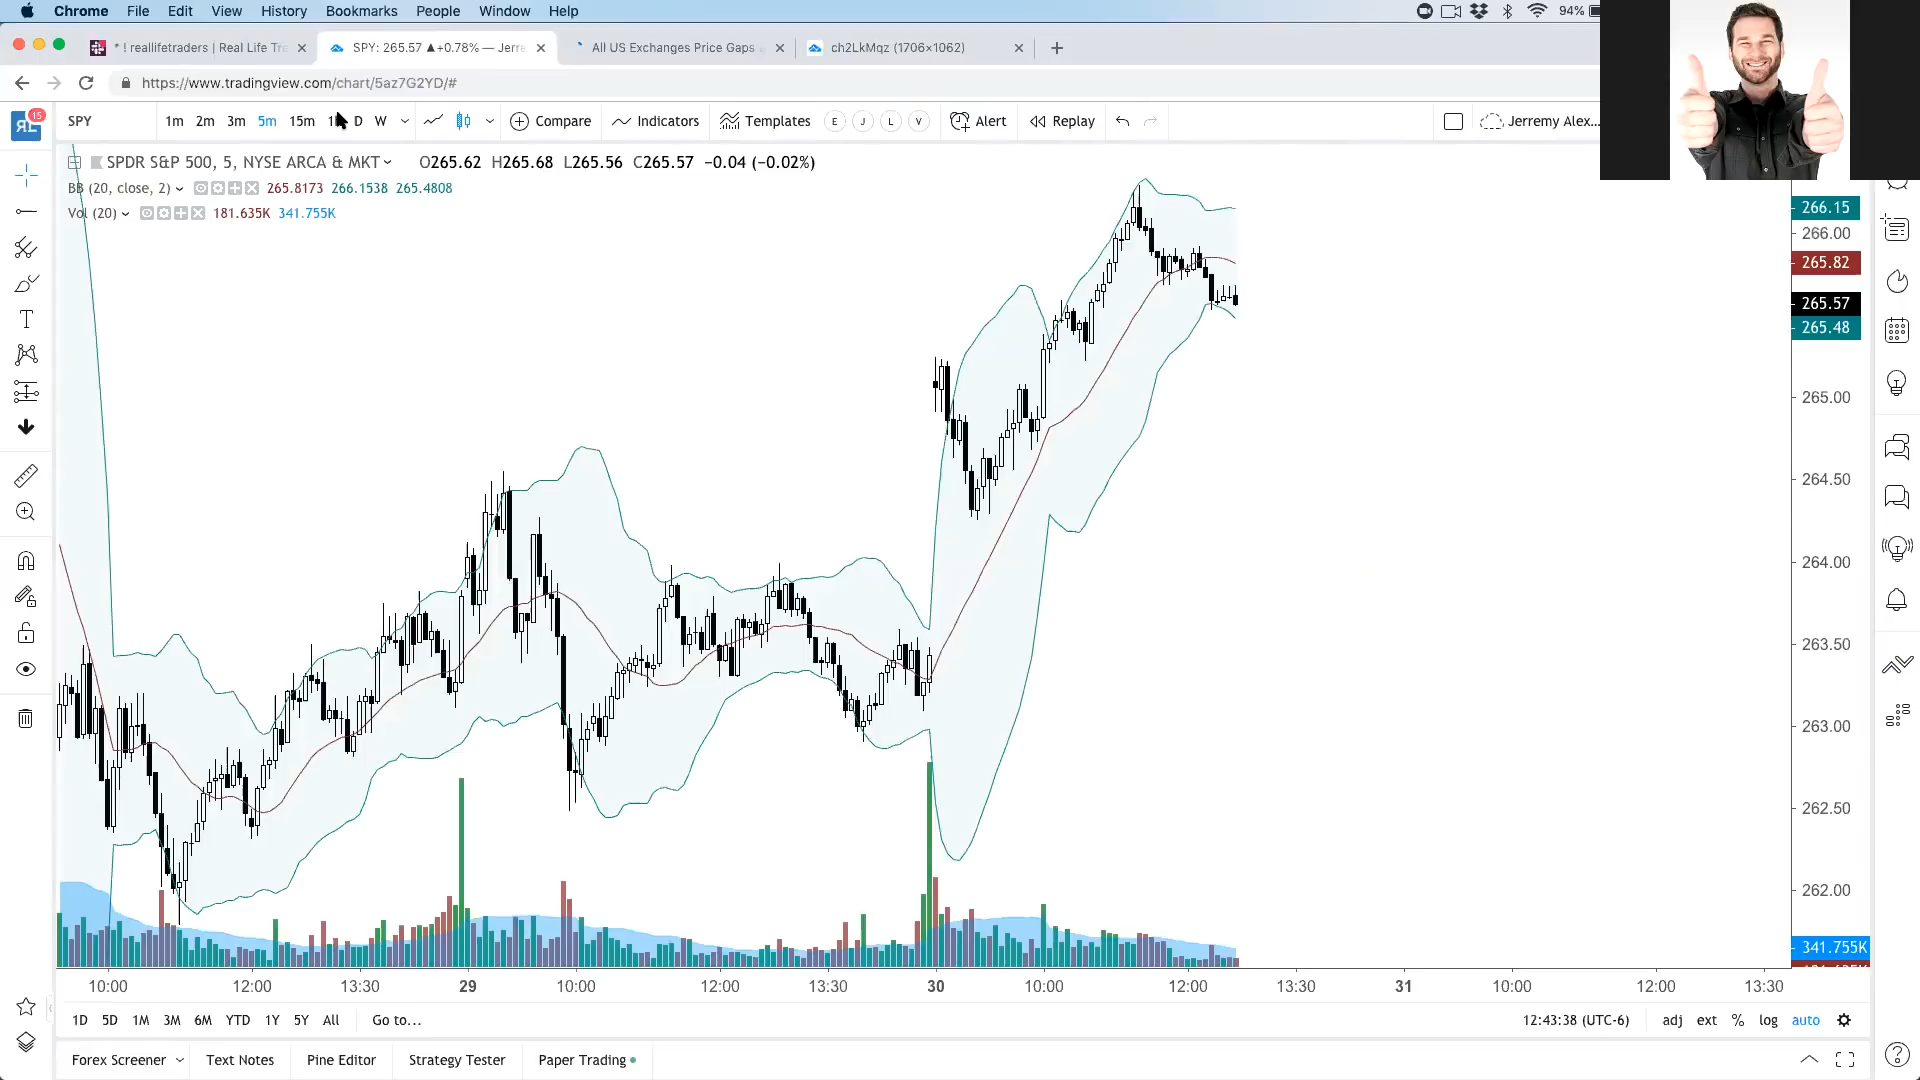 Chrome File Edit View History Bookmarks People Window Help 94%
* ! reallifetraders | Real Life Tra
SPY: 265.57 ▲+0.78% — Jerre
All US Exchanges Price Gaps
ch2LkMqz (1706×1062)
https://www.tradingview.com/chart/5az7G2YD/#
15
SPY 1m 2m 3m 5m 15m D W Compare Indicators Templates E J L V Alert Replay Jerremy Alex...
SPDR S&P 500, 5, NYSE ARCA & MKT O265.62 H265.68 L265.56 C265.57 −0.04 (−0.02%)
BB (20, close, 2) 265.8173 266.1538 265.4808
Vol (20) 181.635K 341.755K
266.15
266.00
265.82
265.57
265.48
265.00
264.50
264.00
263.50
263.00
262.50
262.00
341.755K
10:00 12:00 13:30 29 10:00 12:00 13:30 30 10:00 12:00 13:30 31 10:00 12:00 13:30
1D 5D 1M 3M 6M YTD 1Y 5Y All Go to... 12:43:38 (UTC-6) adj ext % log auto
Forex Screener Text Notes Pine Editor Strategy Tester Paper Trading